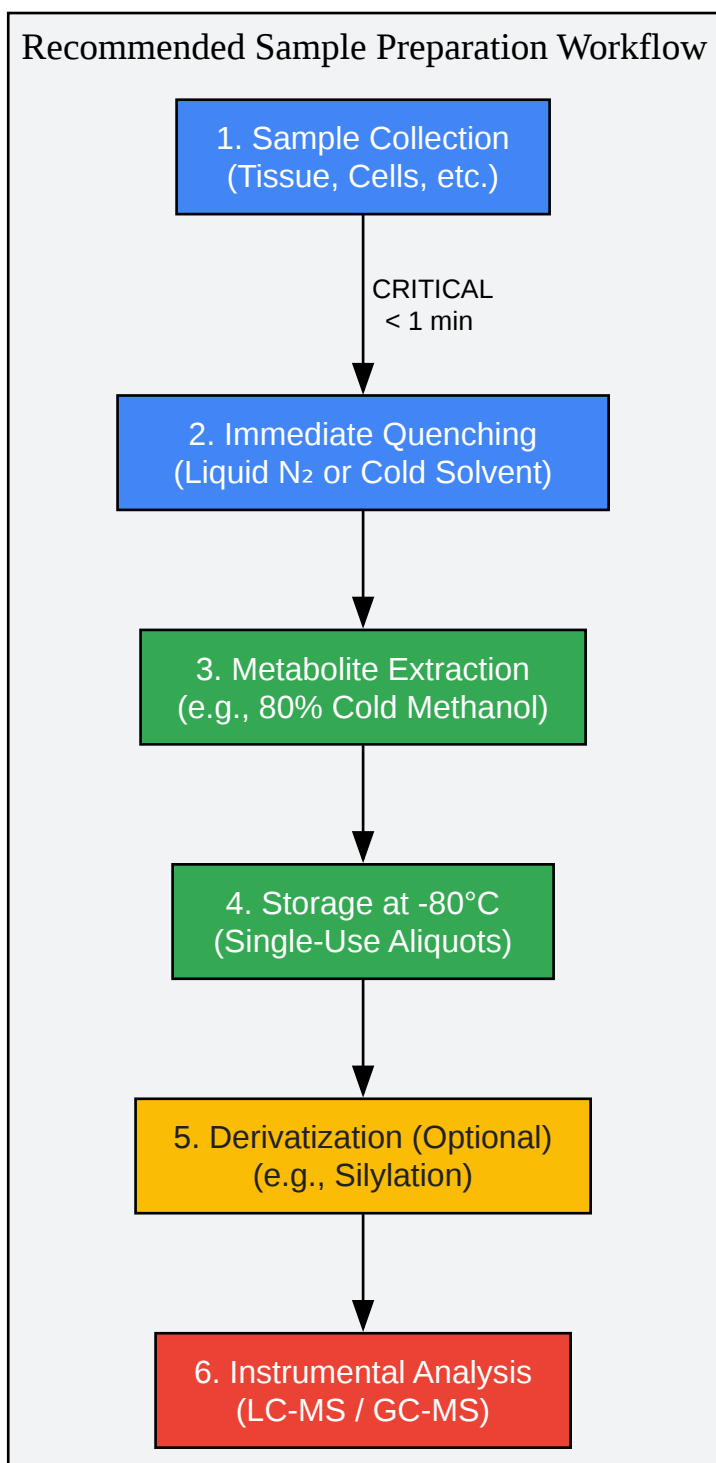 Recommended Sample Preparation Workflow
1. Sample Collection
(Tissue, Cells, etc.)
CRITICAL
< 1 min
2. Immediate Quenching
(Liquid N₂ or Cold Solvent)
3. Metabolite Extraction
(e.g., 80% Cold Methanol)
4. Storage at -80°C
(Single-Use Aliquots)
5. Derivatization (Optional)
(e.g., Silylation)
6. Instrumental Analysis
(LC-MS / GC-MS)